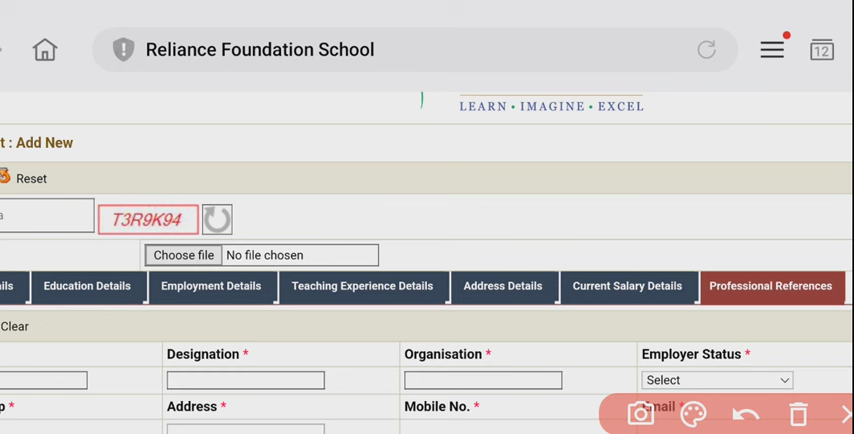 Reliance Foundation School
12
LEARN • IMAGINE • EXCEL
t : Add New
Reset
a
T3R9K94
Choose file No file chosen
ils Education Details Employment Details Teaching Experience Details Address Details Current Salary Details Professional References
Clear
Designation * Organisation * Employer Status *
Select
p * Address * Mobile No. * Email *